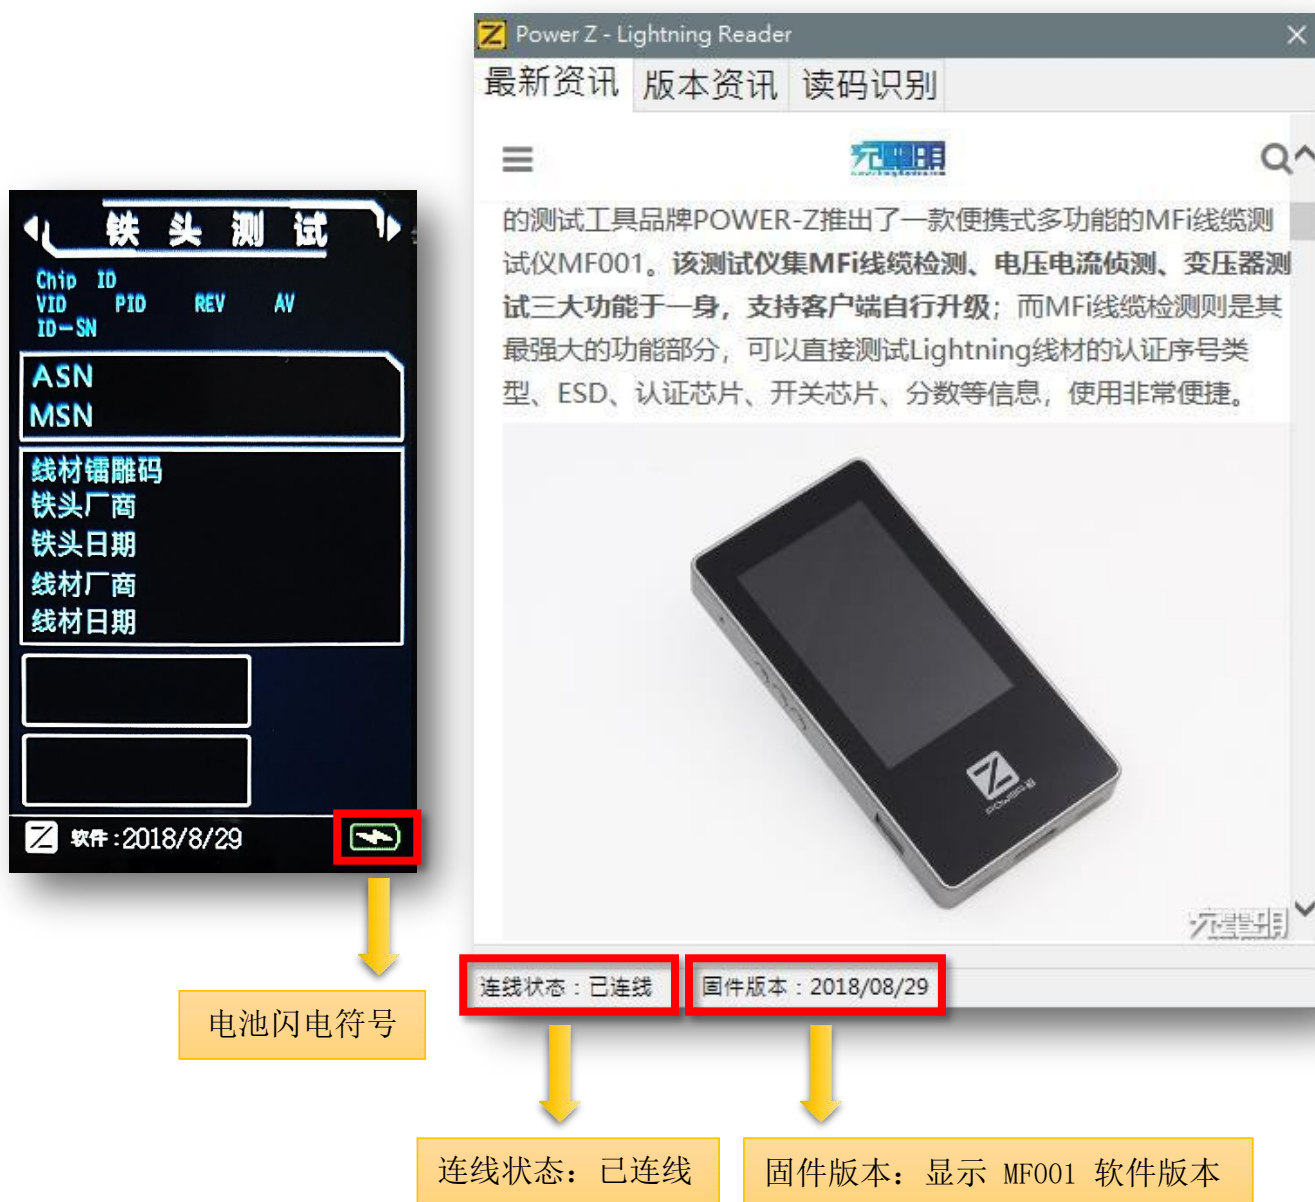 Power Z - Lightning Reader
最新资讯 版本资讯 读码识别
充电头
的测试工具品牌POWER-Z推出了一款便携式多功能的MFi线缆测
试仪MF001。该测试仪集MFi线缆检测、电压电流侦测、变压器测
试三大功能于一身，支持客户端自行升级；而MFi线缆检测则是其
最强大的功能部分，可以直接测试Lightning线材的认证序号类
型、ESD、认证芯片、开关芯片、分数等信息，使用非常便捷。
POWER-Z
连线状态：已连线
固件版本：2018/08/29
铁头测试
Chip ID
VID PID REV AV
ID-SN
ASN
MSN
线材镭雕码
铁头厂商
铁头日期
线材厂商
线材日期
软件:2018/8/29
电池闪电符号
连线状态：已连线
固件版本：显示 MF001 软件版本